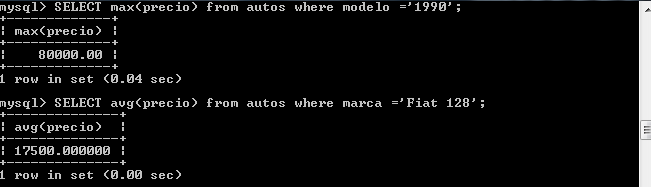 mysql> SELECT max(precio) from autos where modelo ='1990';
+-------------+
| max(precio) |
+-------------+
|    80000.00 |
+-------------+
1 row in set (0.04 sec)
mysql> SELECT avg(precio) from autos where marca ='Fiat 128';
+--------------+
| avg(precio)  |
+--------------+
| 17500.000000 |
+--------------+
1 row in set (0.00 sec)